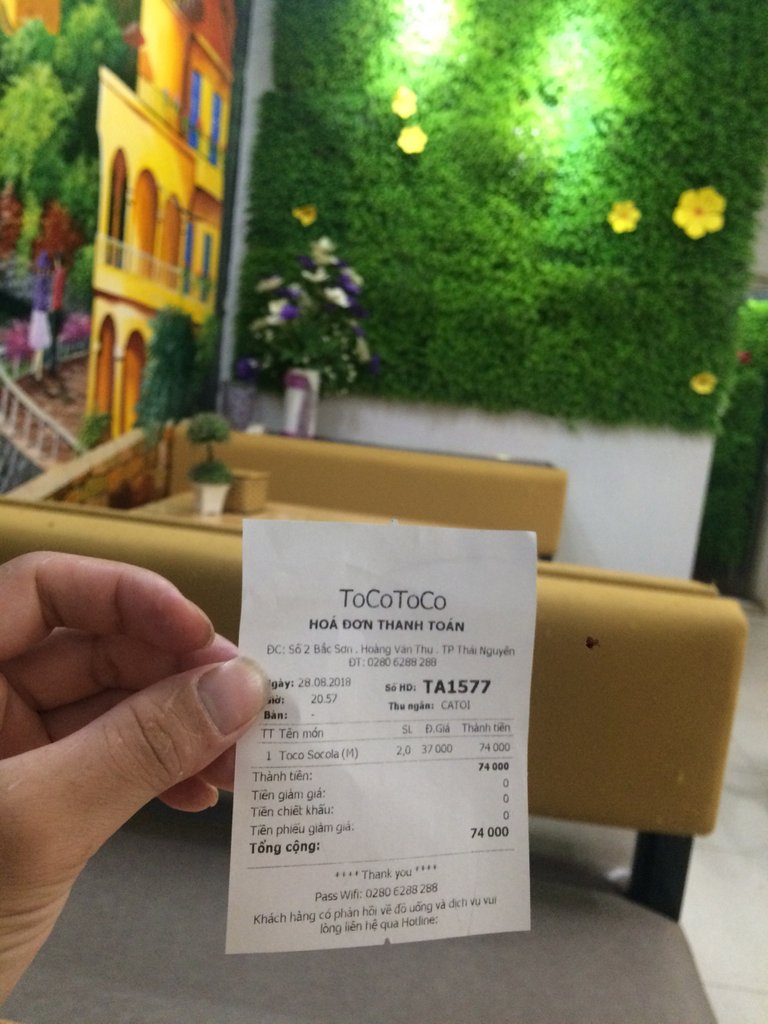 ToCoToCo
HOÁ ĐƠN THANH TOÁN
ĐC: Số 2 Bắc Sơn . Hoàng Văn Thụ . TP Thái Nguyên
ĐT: 0280 6288 288
gày: 28.08.2018 Số HD: TA1577
20.57 Thu ngân: CATO1
Bàn: -
TT Tên món SL Đ.Giá Thành tiền
1 Toco Socola (M) 2,0 37 000 74 000
Thành tiền: 74 000
Tiền giảm giá: 0
Tiền chiết khấu: 0
Tiền phiếu giảm giá: 0
Tổng cộng: 74 000
**** Thank you ****
Pass Wifi: 0280 6288 288
Khách hàng có phản hồi về đồ uống và dịch vụ vui
lòng liên hệ qua Hotline: